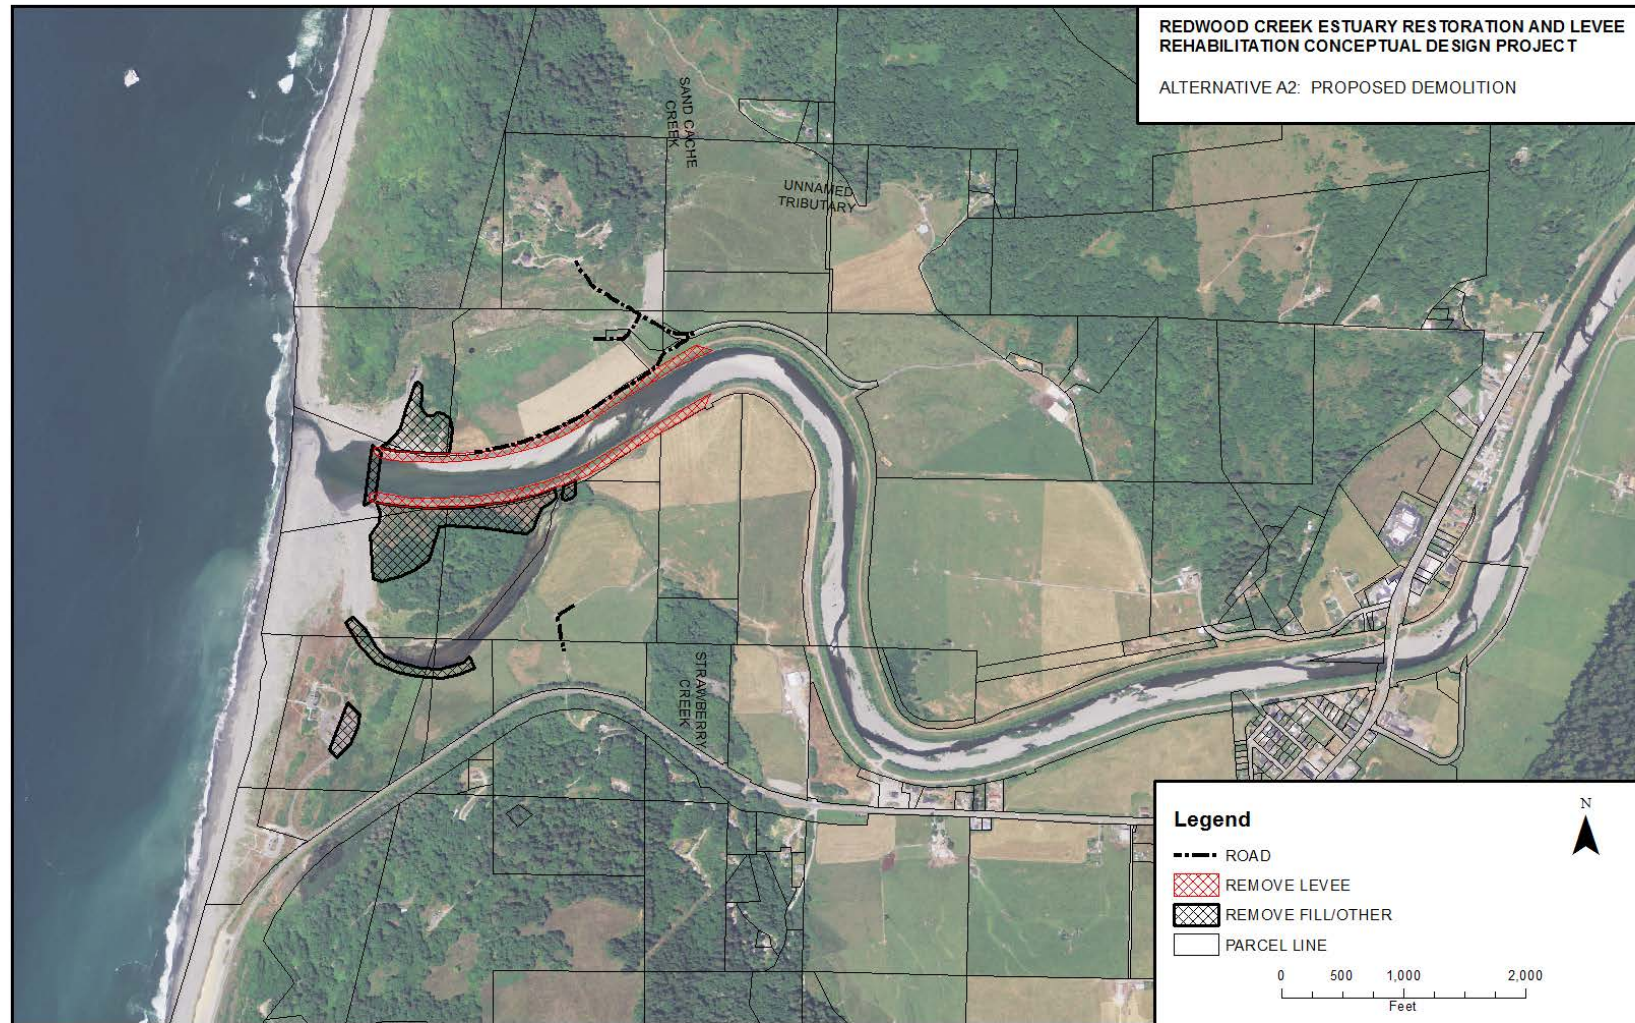 REDWOOD CREEK ESTUARY RESTORATION AND LEVEE
REHABILITATION CONCEPTUAL DESIGN PROJECT
ALTERNATIVE A2: PROPOSED DEMOLITION
SAND CACHE
CREEK
UNNAMED
TRIBUTARY
STRAWBERRY
CREEK
Legend
N
ROAD
REMOVE LEVEE
REMOVE FILL/OTHER
PARCEL LINE
0 500 1,000 2,000
Feet